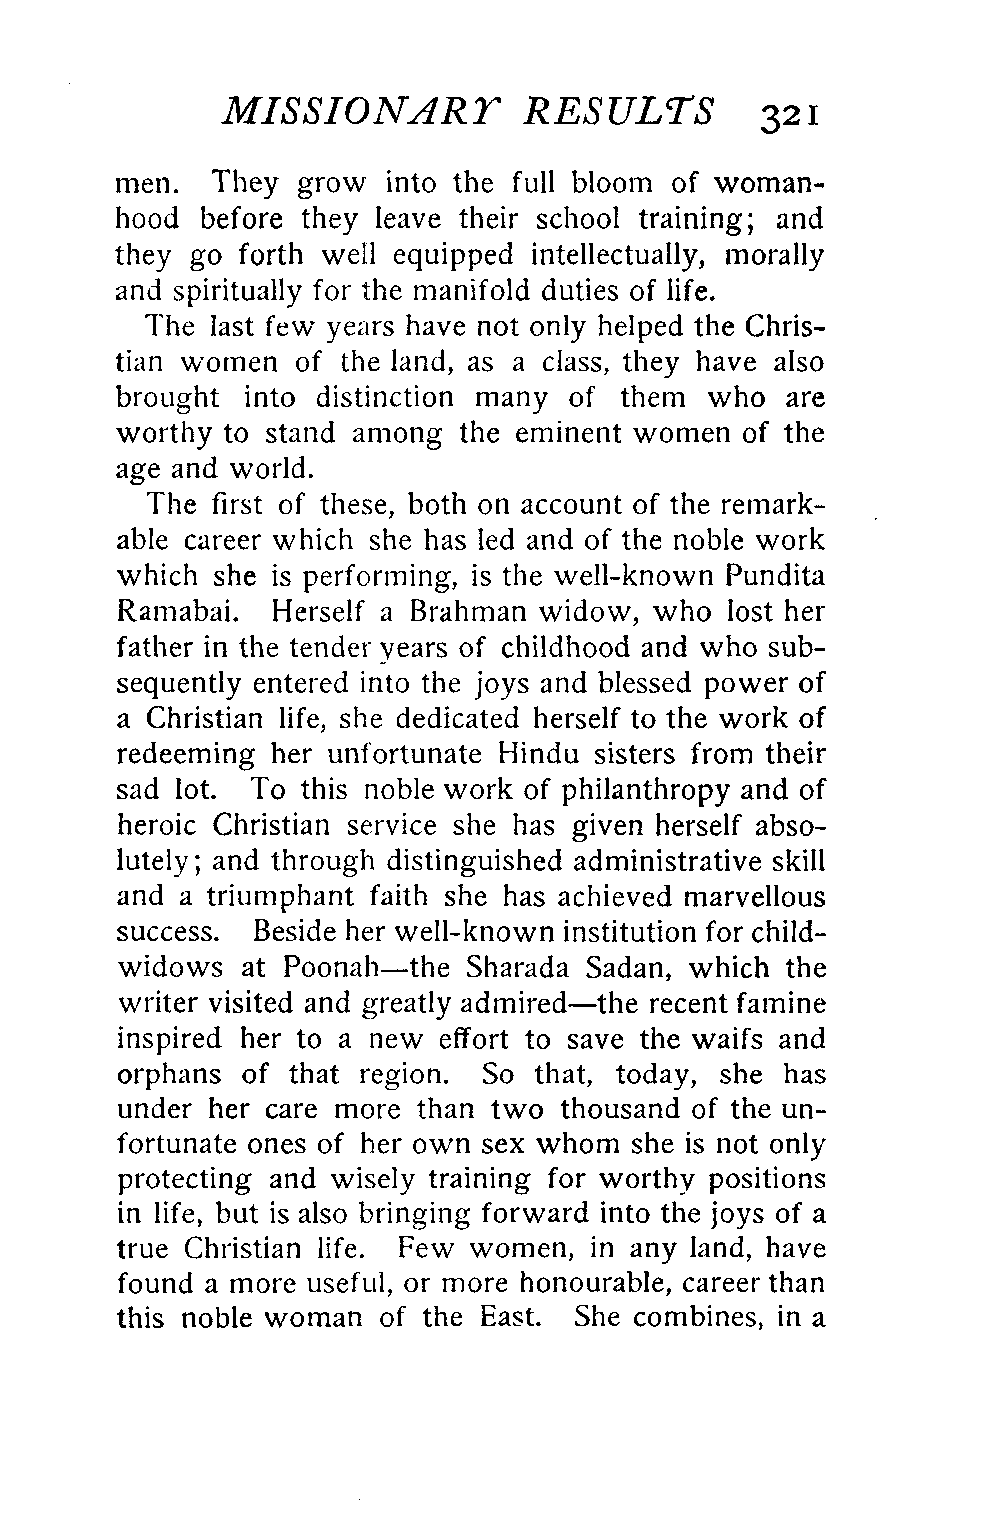 MISSIONARY RESULTS 321
men. They grow into the full bloom of woman-
hood before they leave their school training; and
they go forth well equipped intellectually, morally
and spiritually for the manifold duties of life.
The last few years have not only helped the Chris-
tian women of the land, as a class, they have also
brought into distinction many of them who are
worthy to stand among the eminent women of the
age and world.
The first of these, both on account of the remark-
able career which she has led and of the noble work
which she is performing, is the well-known Pundita
Ramabai. Herself a Brahman widow, who lost her
father in the tender years of childhood and who sub-
sequently entered into the joys and blessed power of
a Christian life, she dedicated herself to the work of
redeeming her unfortunate Hindu sisters from their
sad lot. To this noble work of philanthropy and of
heroic Christian service she has given herself abso-
lutely; and through distinguished administrative skill
and a triumphant faith she has achieved marvellous
success. Beside her well-known institution for child-
widows at Poonah—the Sharada Sadan, which the
writer visited and greatly admired—the recent famine
inspired her to a new effort to save the waifs and
orphans of that region. So that, today, she has
under her care more than two thousand of the un-
fortunate ones of her own sex whom she is not only
protecting and wisely training for worthy positions
in life, but is also bringing forward into the joys of a
true Christian life. Few women, in any land, have
found a more useful, or more honourable, career than
this noble woman of the East. She combines, in a